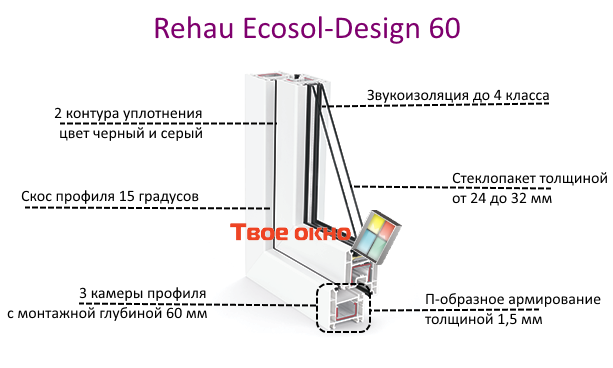 Rehau Ecosol-Design 60
2 контура уплотнения
цвет черный и серый
Звукоизоляция до 4 класса
Скос профиля 15 градусов
Стеклопакет толщиной
от 24 до 32 мм
Твое окно
3 камеры профиля
с монтажной глубиной 60 мм
П-образное армирование
толщиной 1,5 мм